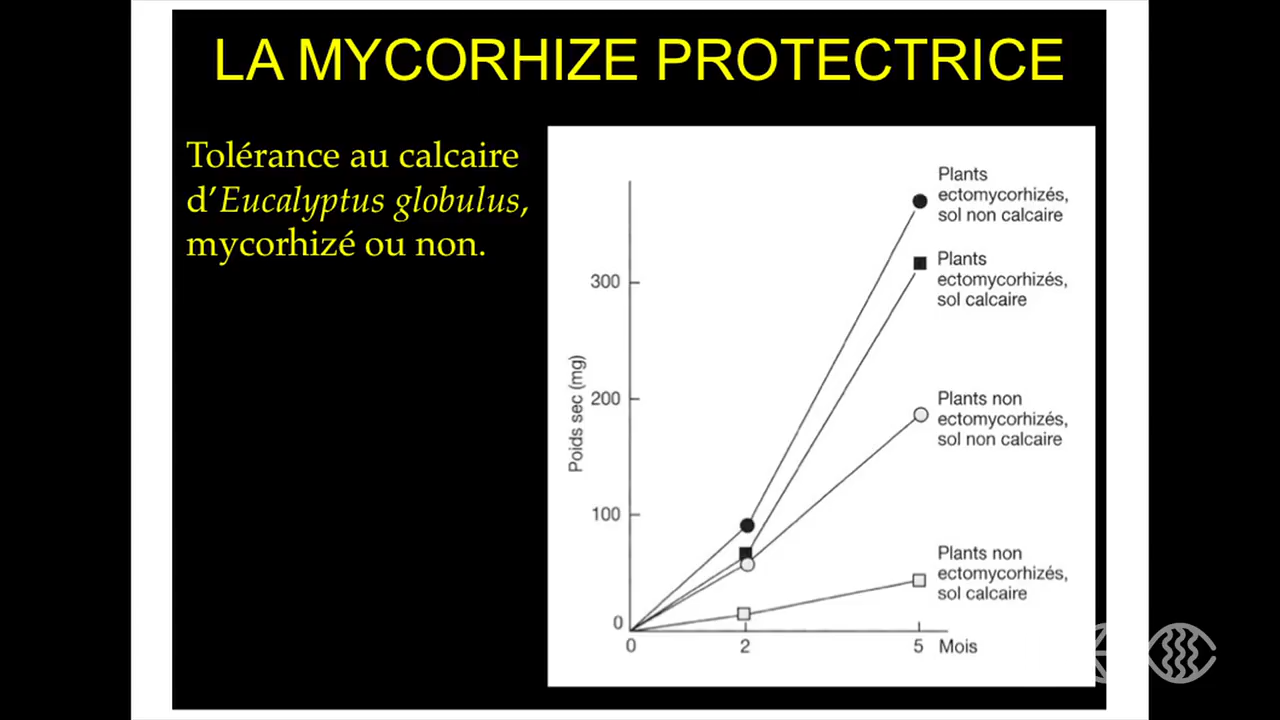 LA MYCORHIZE PROTECTRICE
Tolérance au calcaire
d'Eucalyptus globulus,
mycorhizé ou non.
Plants
ectomycorhizés,
sol non calcaire
Plants
ectomycorhizés,
sol calcaire
Plants non
ectomycorhizés,
sol non calcaire
Plants non
ectomycorhizés,
sol calcaire
Poids sec (mg)
300
200
100
0
0 2 5 Mois